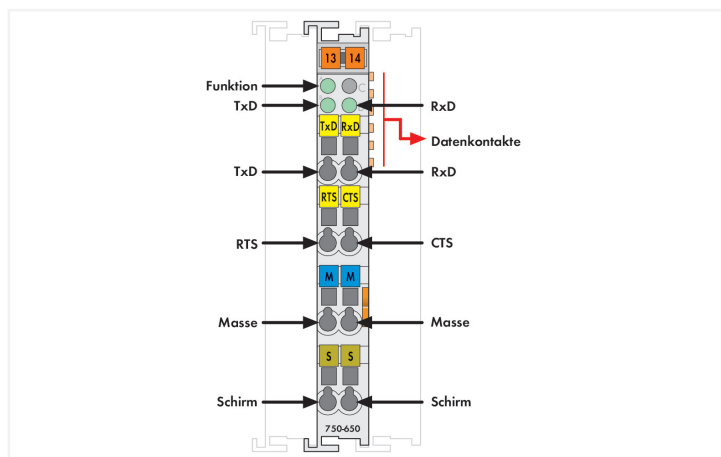 13 14
Funktion
TxD RxD
Datenkontakte
TxD RxD
TxD RxD
RTS CTS
RTS CTS
M M
Masse Masse
S S
Schirm Schirm
750-650